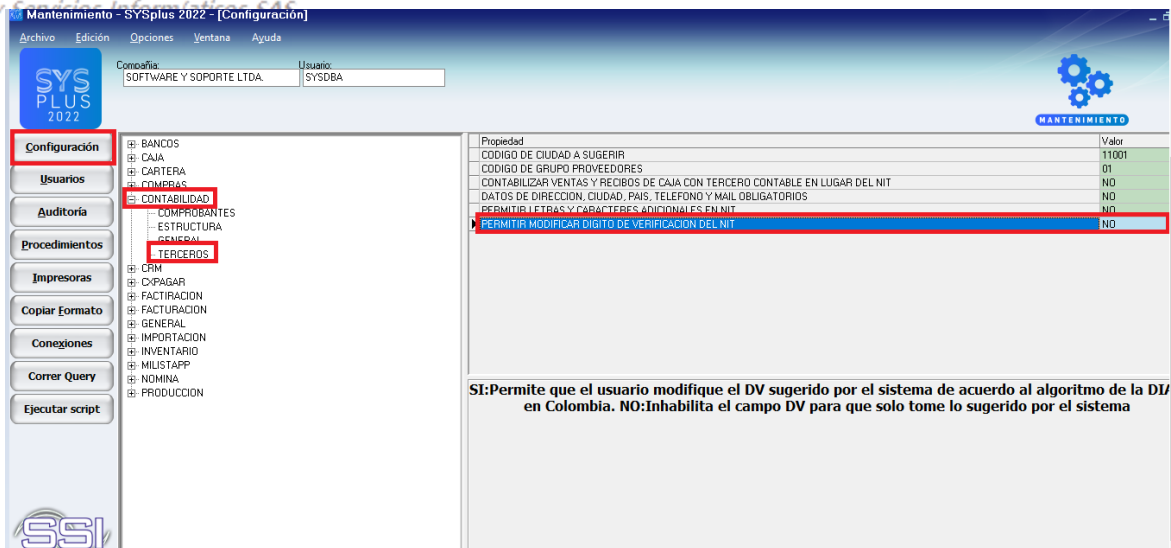 y Servicios Informáticos SAS
Mantenimiento - SYSplus 2022 - [Configuración]
Archivo Edición Opciones Ventana Ayuda
SYS
PLUS
2022
Compañia:
SOFTWARE Y SOPORTE LTDA.
Usuario:
SYSDBA
MANTENIMIENTO
Configuración
Usuarios
Auditoría
Procedimientos
Impresoras
Copiar Formato
Conexiones
Correr Query
Ejecutar script
SSI
BANCOS
CAJA
CARTERA
COMPRAS
CONTABILIDAD
COMPROBANTES
ESTRUCTURA
GENERAL
TERCEROS
CRM
CXPAGAR
FACTIRACION
FACTURACION
GENERAL
IMPORTACION
INVENTARIO
MILISTAPP
NOMINA
PRODUCCION
Propiedad Valor
CODIGO DE CIUDAD A SUGERIR 11001
CODIGO DE GRUPO PROVEEDORES 01
CONTABILIZAR VENTAS Y RECIBOS DE CAJA CON TERCERO CONTABLE EN LUGAR DEL NIT NO
DATOS DE DIRECCION, CIUDAD, PAIS, TELEFONO Y MAIL OBLIGATORIOS NO
PERMITIR LETRAS Y CARACTERES ADICIONALES EN NIT NO
PERMITIR MODIFICAR DIGITO DE VERIFICACION DEL NIT NO
SI:Permite que el usuario modifique el DV sugerido por el sistema de acuerdo al algoritmo de la DIA
en Colombia. NO:Inhabilita el campo DV para que solo tome lo sugerido por el sistema